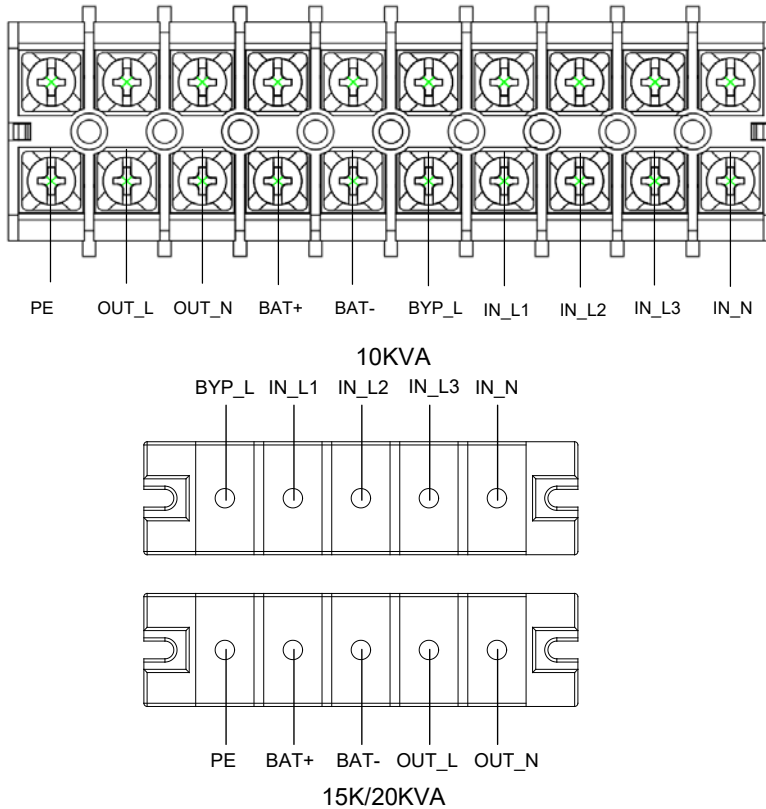 PE OUT_L OUT_N BAT+ BAT- BYP_L IN_L1 IN_L2 IN_L3 IN_N
10KVA
BYP_L IN_L1 IN_L2 IN_L3 IN_N
PE BAT+ BAT- OUT_L OUT_N
15K/20KVA